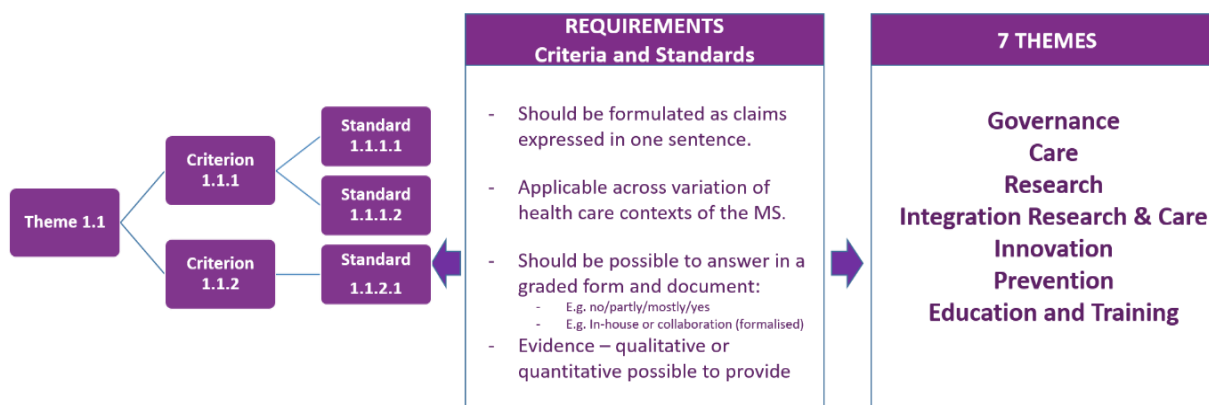 Theme 1.1
Criterion
1.1.1
Criterion
1.1.2
Standard
1.1.1.1
Standard
1.1.1.2
Standard
1.1.2.1
REQUIREMENTS
Criteria and Standards
- Should be formulated as claims
expressed in one sentence.
- Applicable across variation of
health care contexts of the MS.
- Should be possible to answer in a
graded form and document:
- E.g. no/partly/mostly/yes
- E.g. In-house or collaboration (formalised)
- Evidence – qualitative or
quantitative possible to provide
7 THEMES
Governance
Care
Research
Integration Research & Care
Innovation
Prevention
Education and Training